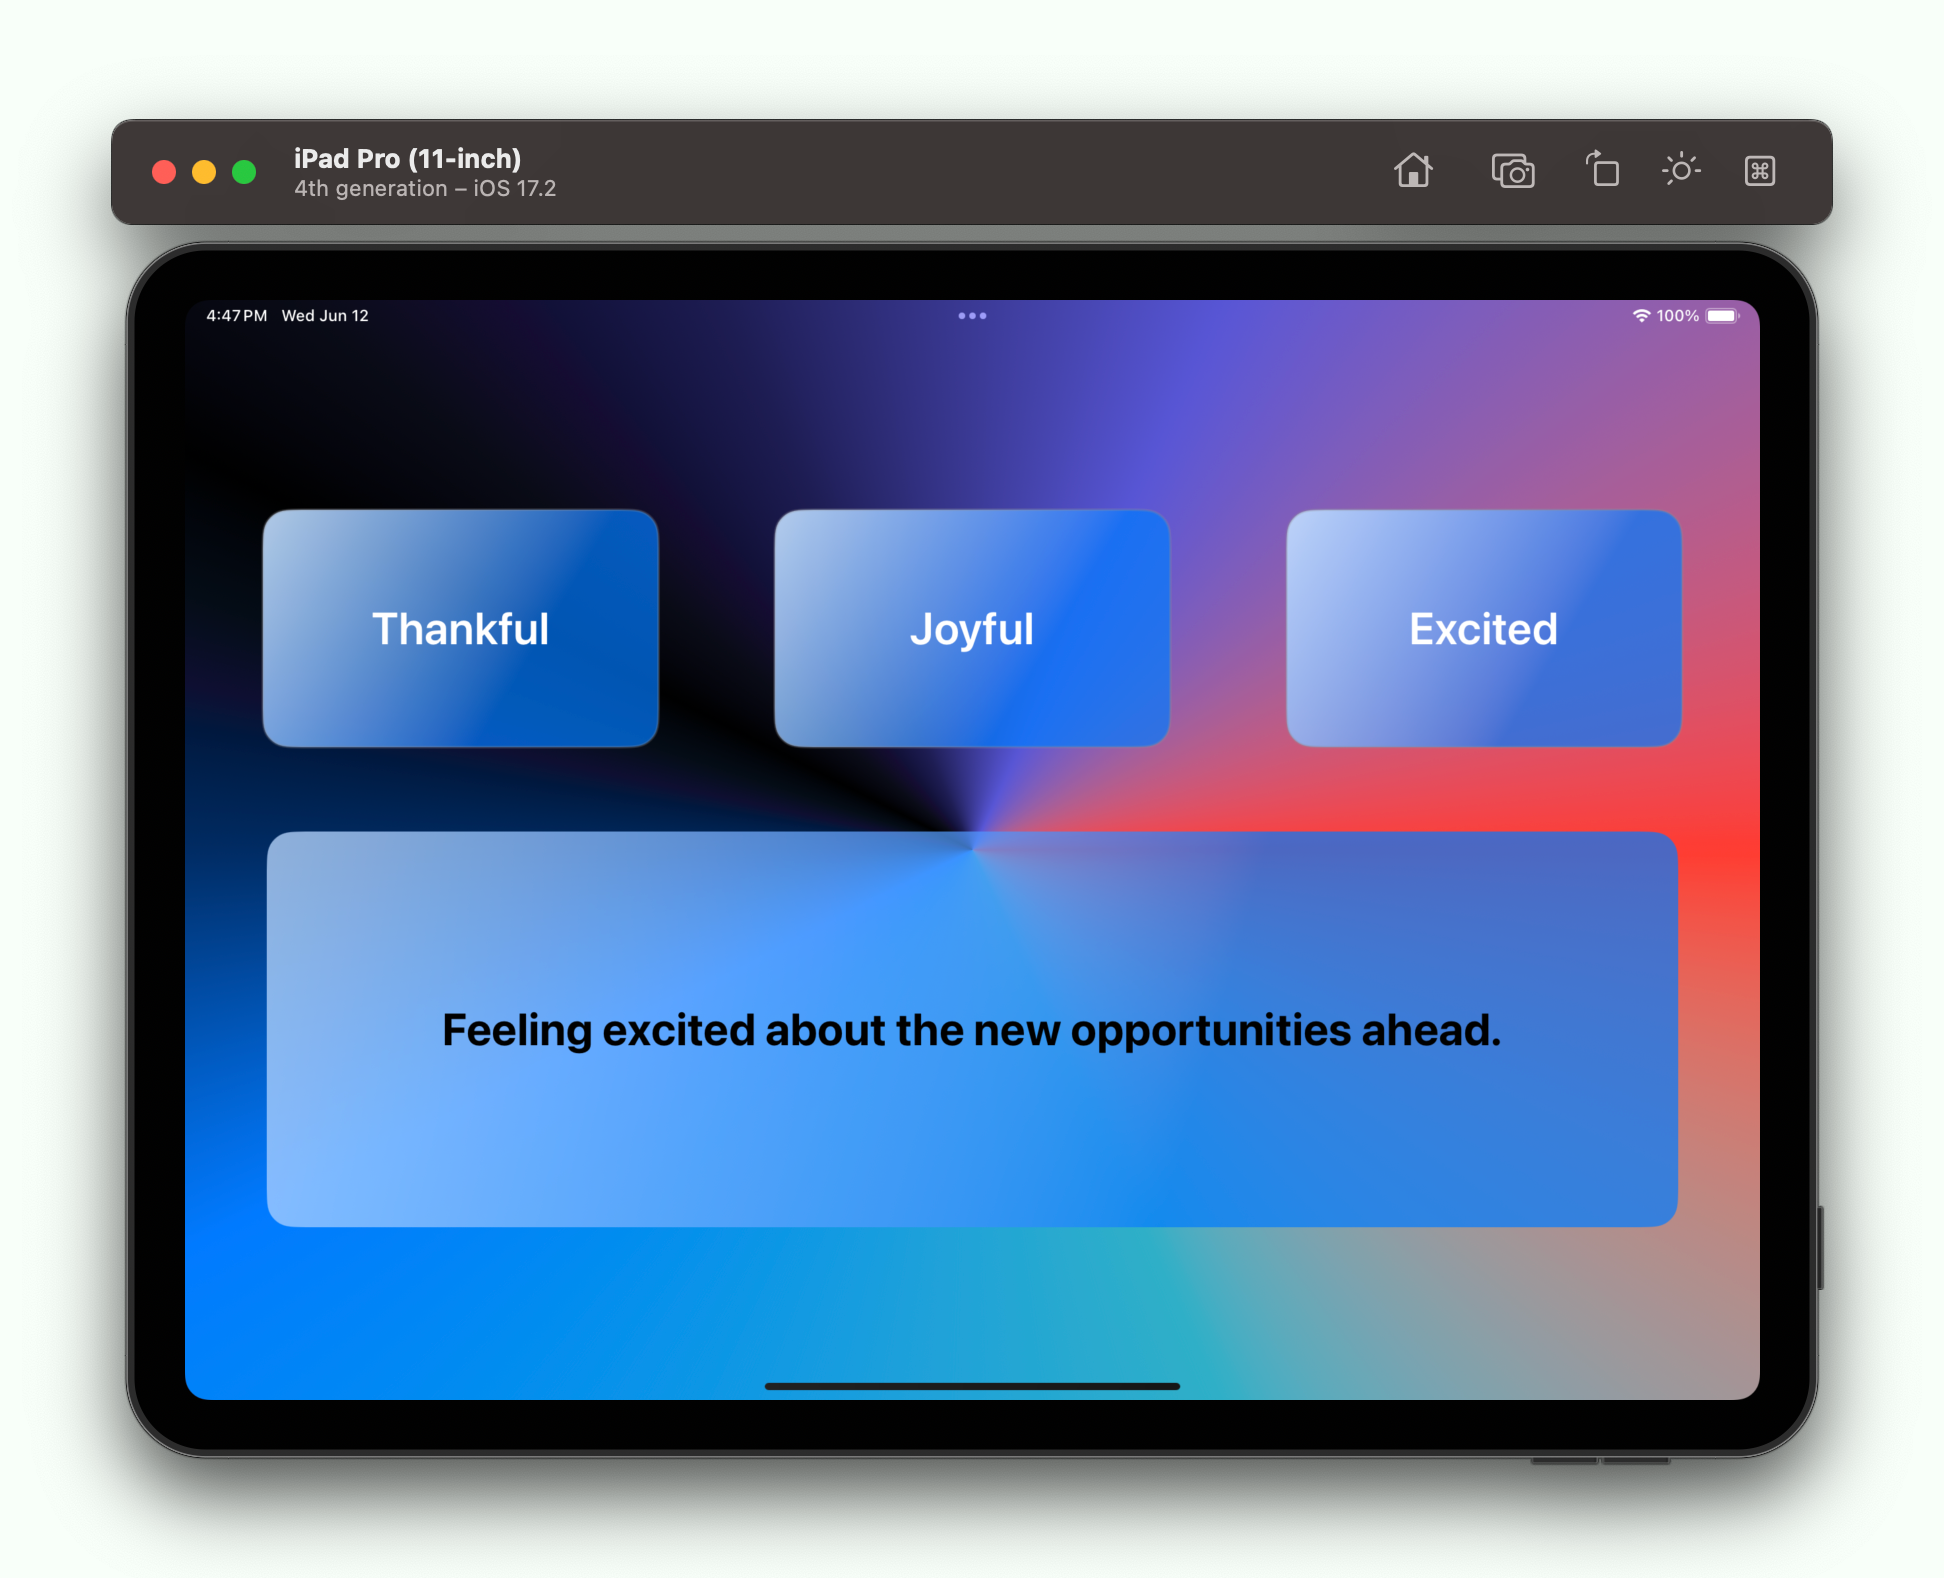 iPad Pro (11-inch)
4th generation – iOS 17.2
4:47 PM Wed Jun 12
100%
Thankful
Joyful
Excited
Feeling excited about the new opportunities ahead.